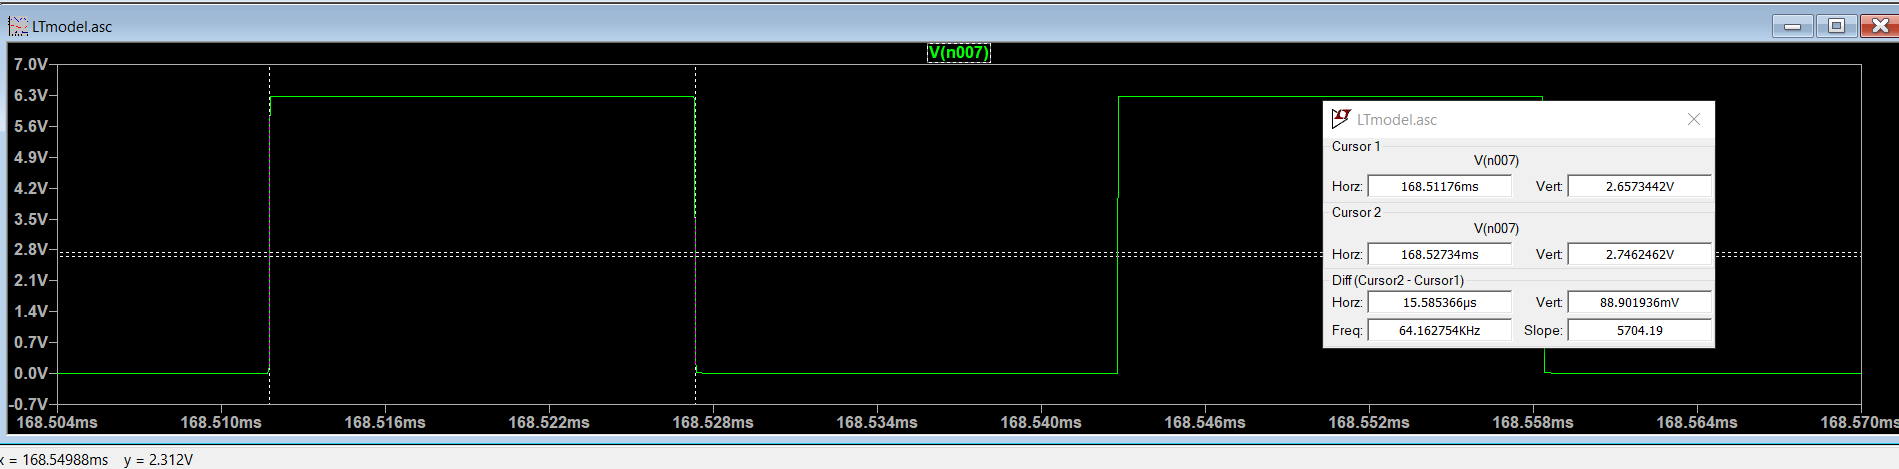 LTmodel.asc
V(n007)
7.0V
6.3V
5.6V
4.9V
4.2V
3.5V
2.8V
2.1V
1.4V
0.7V
0.0V
-0.7V
168.504ms 168.510ms 168.516ms 168.522ms 168.528ms 168.534ms 168.540ms 168.546ms 168.552ms 168.558ms 168.564ms 168.570ms
LTmodel.asc
Cursor 1
V(n007)
Horz: 168.51176ms Vert: 2.6573442V
Cursor 2
V(n007)
Horz: 168.52734ms Vert: 2.7462462V
Diff (Cursor2 - Cursor1)
Horz: 15.585366µs Vert: 88.901936mV
Freq: 64.162754KHz Slope: 5704.19
x = 168.54988ms y = 2.312V